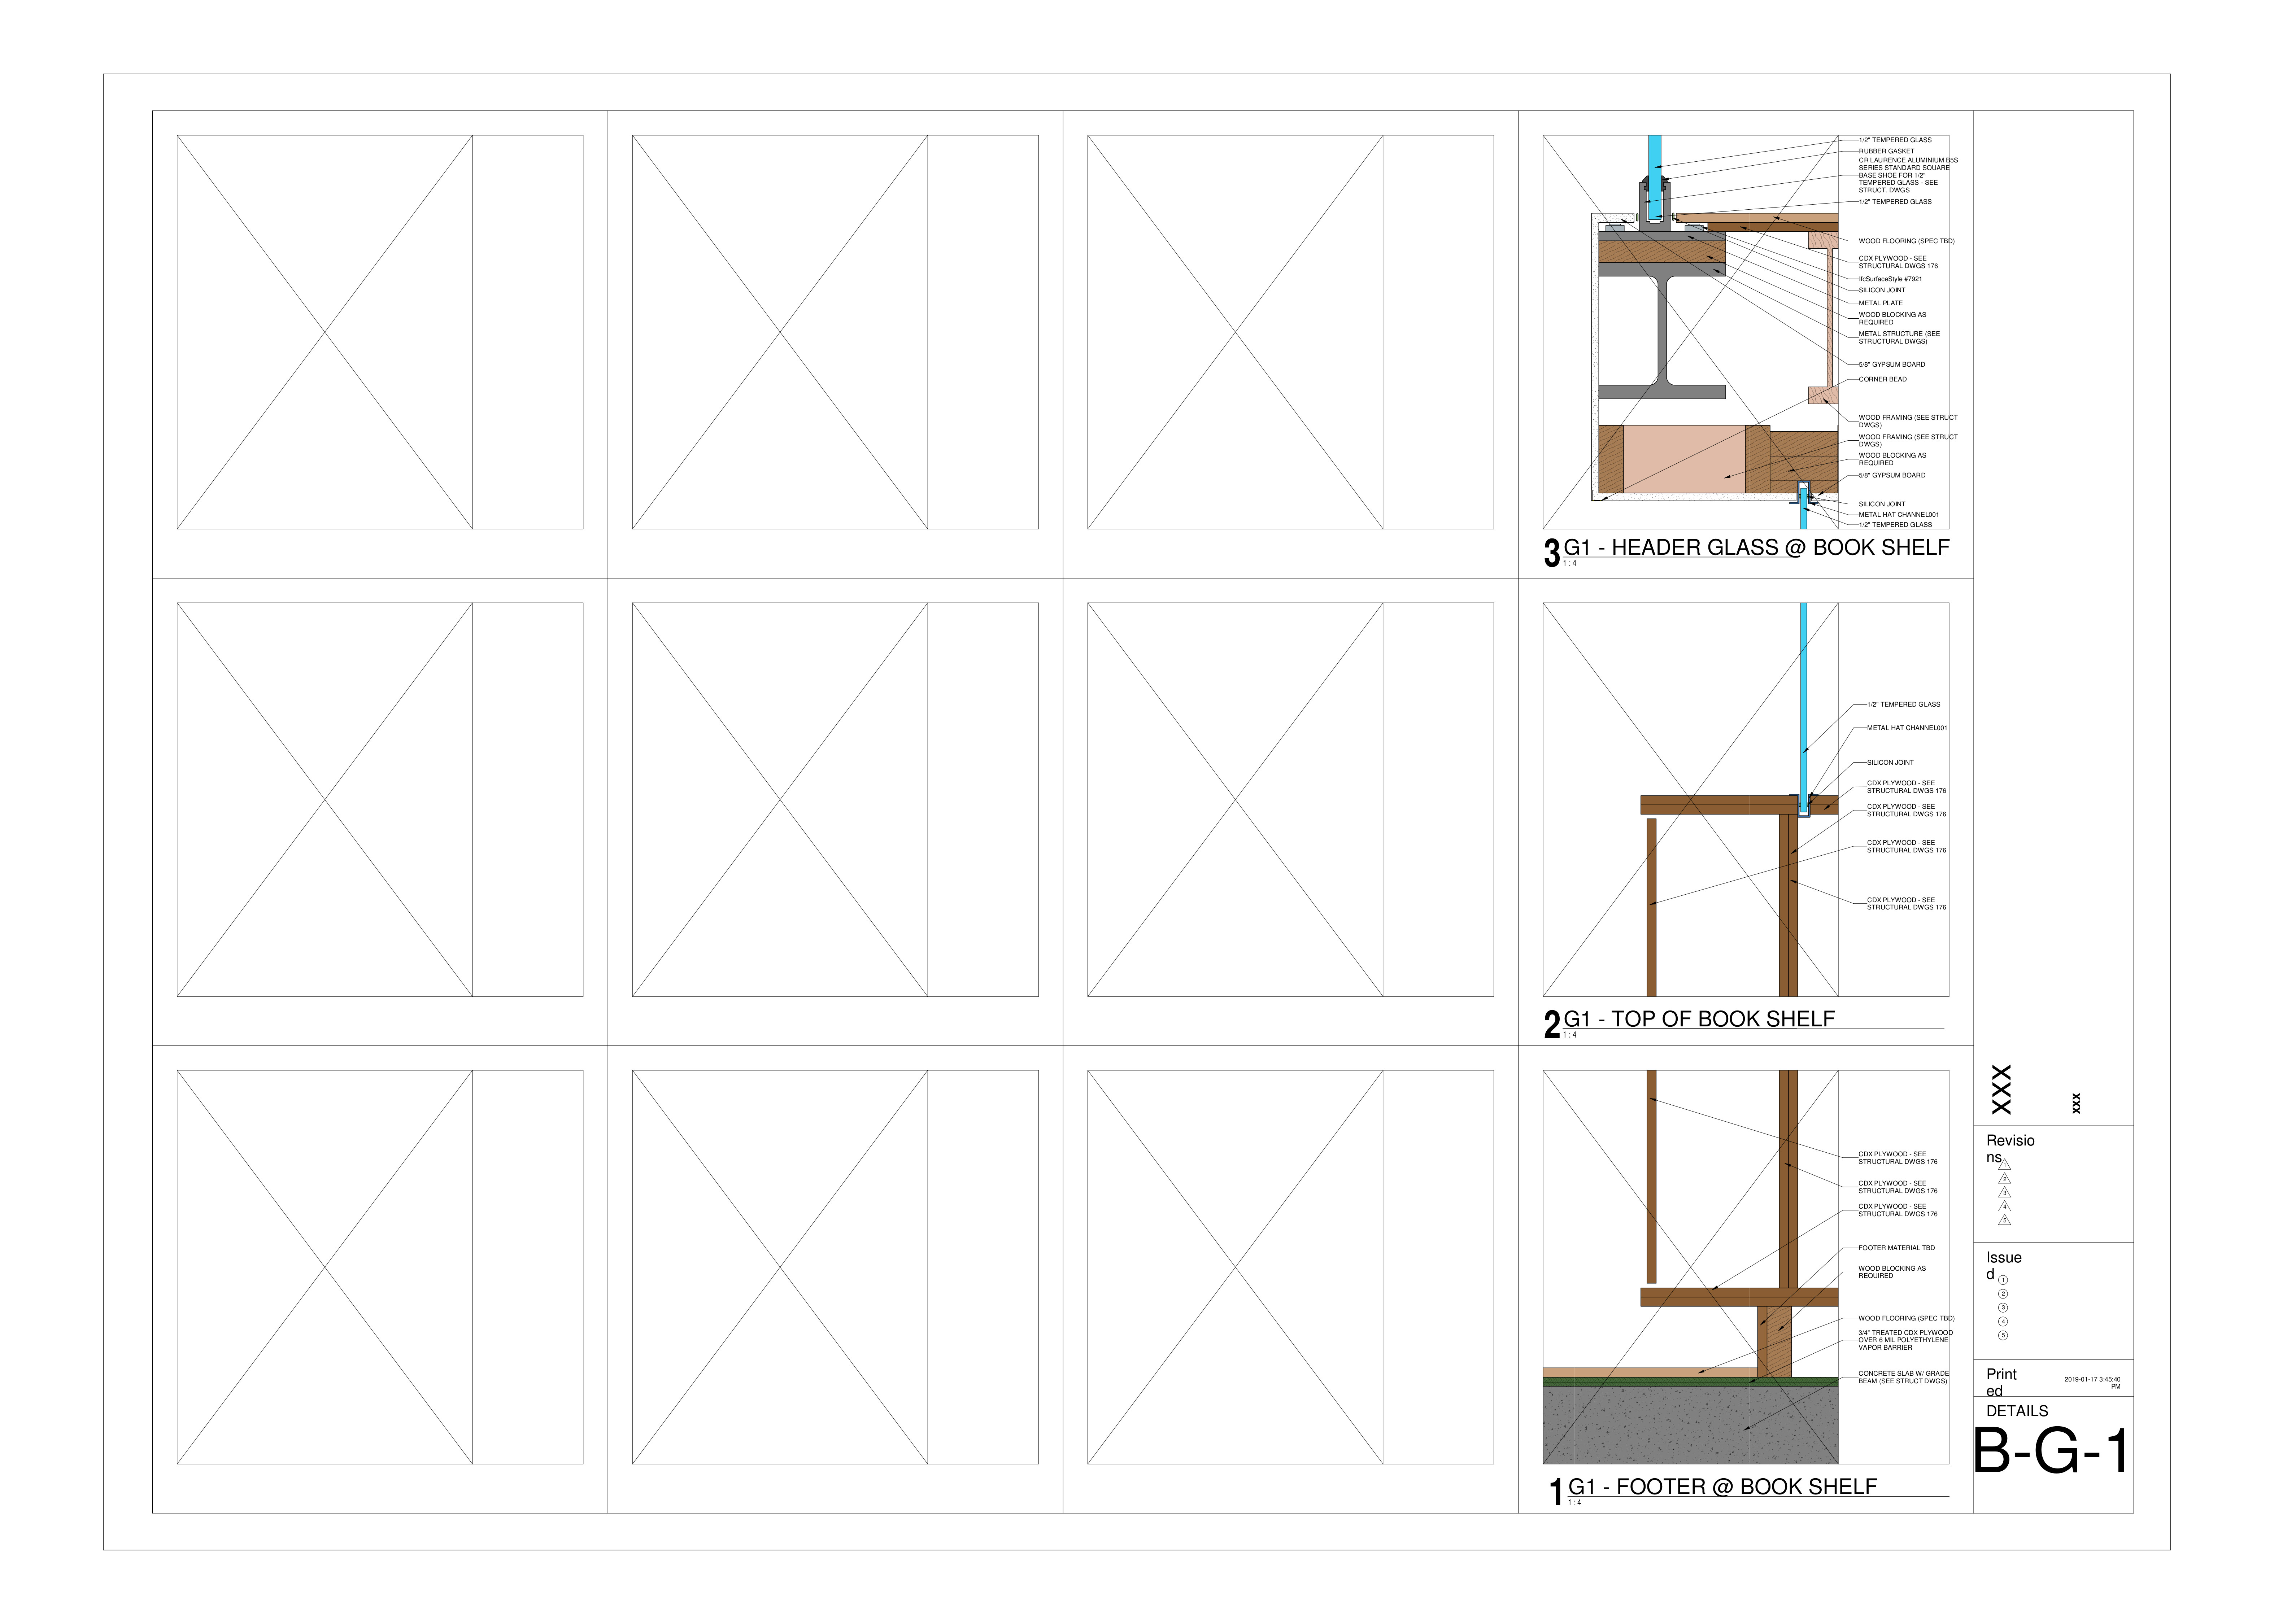 1/2" TEMPERED GLASS
RUBBER GASKET
CR LAURENCE ALUMINIUM B5S
SERIES STANDARD SQUARE
BASE SHOE FOR 1/2"
TEMPERED GLASS - SEE
STRUCT. DWGS
1/2" TEMPERED GLASS
WOOD FLOORING (SPEC TBD)
CDX PLYWOOD - SEE
STRUCTURAL DWGS 176
IfcSurfaceStyle #7921
SILICON JOINT
METAL PLATE
WOOD BLOCKING AS
REQUIRED
METAL STRUCTURE (SEE
STRUCTURAL DWGS)
5/8" GYPSUM BOARD
CORNER BEAD
WOOD FRAMING (SEE STRUCT
DWGS)
WOOD FRAMING (SEE STRUCT
DWGS)
WOOD BLOCKING AS
REQUIRED
5/8" GYPSUM BOARD
SILICON JOINT
METAL HAT CHANNEL001
1/2" TEMPERED GLASS
3 G1 - HEADER GLASS @ BOOK SHELF
1 : 4
1/2" TEMPERED GLASS
METAL HAT CHANNEL001
SILICON JOINT
CDX PLYWOOD - SEE
STRUCTURAL DWGS 176
CDX PLYWOOD - SEE
STRUCTURAL DWGS 176
CDX PLYWOOD - SEE
STRUCTURAL DWGS 176
CDX PLYWOOD - SEE
STRUCTURAL DWGS 176
2 G1 - TOP OF BOOK SHELF
1 : 4
CDX PLYWOOD - SEE
STRUCTURAL DWGS 176
CDX PLYWOOD - SEE
STRUCTURAL DWGS 176
CDX PLYWOOD - SEE
STRUCTURAL DWGS 176
FOOTER MATERIAL TBD
WOOD BLOCKING AS
REQUIRED
WOOD FLOORING (SPEC TBD)
3/4" TREATED CDX PLYWOOD
OVER 6 MIL POLYETHYLENE
VAPOR BARRIER
CONCRETE SLAB W/ GRADE
BEAM (SEE STRUCT DWGS)
1 G1 - FOOTER @ BOOK SHELF
1 : 4
XXX
XXX
Revisio
ns
1
2
3
4
5
Issue
d
1
2
3
4
5
Print
ed
2019-01-17 3:45:40
PM
DETAILS
B-G-1